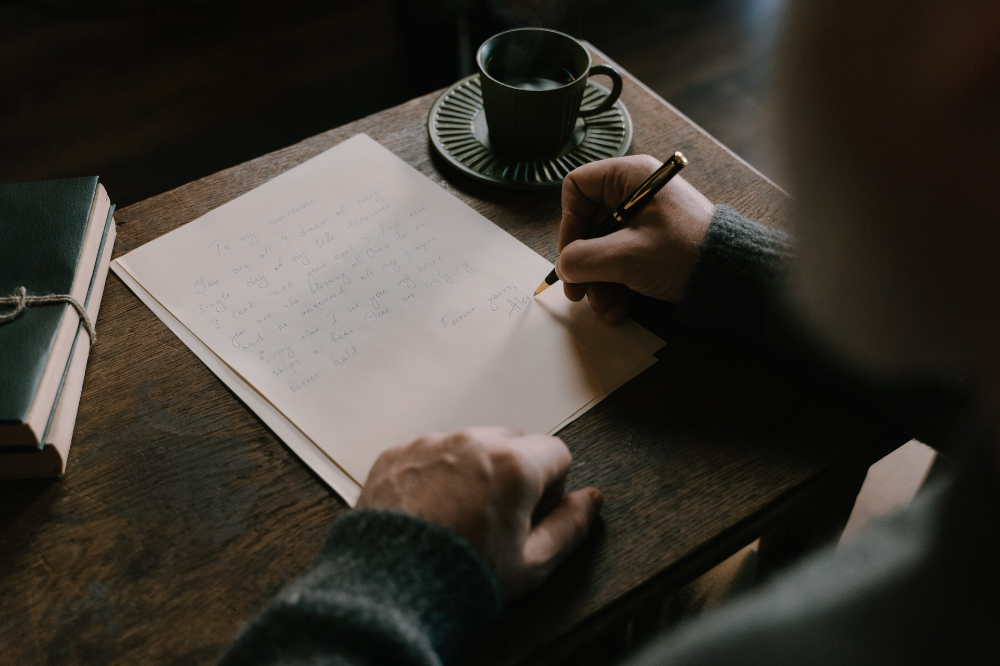 To my sweetheart!
You are all I dream of every
single day of my life. Whenever
I look into your eyes I find that
you are the blessing of God for me
and he answered all my prayers
Every time I see you my heart
skips a beat. You are truly my
better half.
Forever yours,
Alex